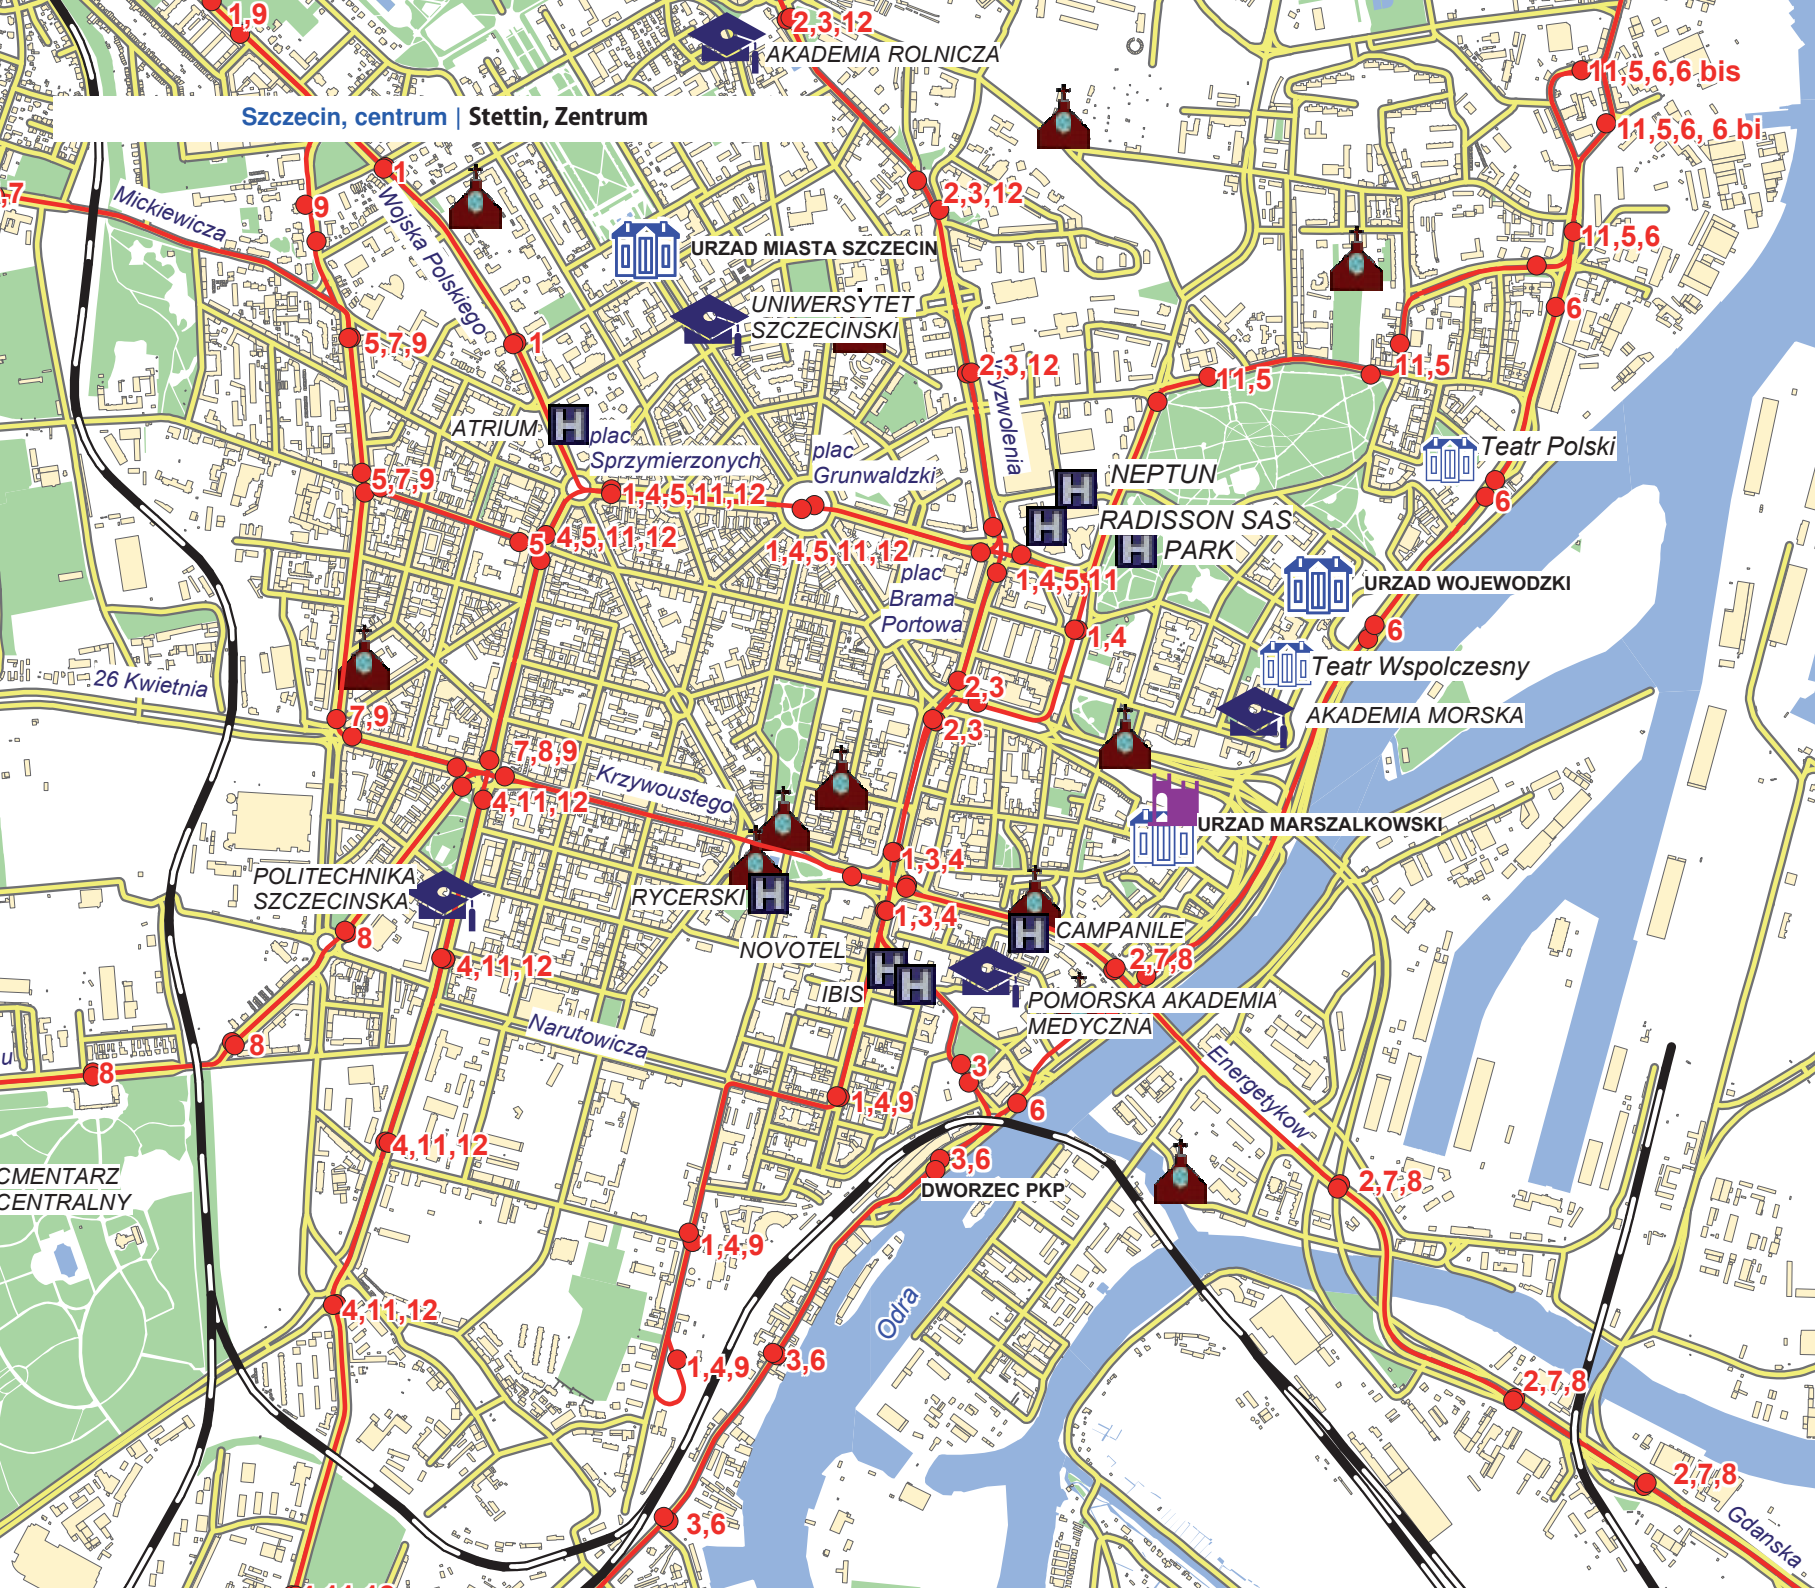 1,9
2,3,12
AKADEMIA ROLNICZA
11,5,6,6 bis
Szczecin, centrum | Stettin, Zentrum
11,5,6, 6 bi
1
,7
Mickiewicza
9
Wojska Polskiego
2,3,12
URZAD MIASTA SZCZECIN
11,5,6
UNIWERSYTET
SZCZECINSKI
6
5,7,9
1
2,3,12
Wyzwolenia
11,5
11,5
ATRIUM
plac
Sprzymierzonych
plac
Grunwaldzki
Teatr Polski
5,7,9
1,4,5,11,12
NEPTUN
6
RADISSON SAS
PARK
5
4,5,11,12
1,4,5,11,12
4
1,4,5,11
plac
Brama
Portowa
URZAD WOJEWODZKI
1,4
6
Teatr Wspolczesny
26 Kwietnia
2,3
7,9
2,3
AKADEMIA MORSKA
7,8,9
Krzywoustego
4,11,12
URZAD MARSZALKOWSKI
1,3,4
POLITECHNIKA
SZCZECINSKA
RYCERSKI
1,3,4
CAMPANILE
8
NOVOTEL
4,11,12
2,7,8
IBIS
POMORSKA AKADEMIA
MEDYCZNA
Narutowicza
8
u
Energetykow
8
3
1,4,9
6
4,11,12
3,6
CMENTARZ
CENTRALNY
DWORZEC PKP
2,7,8
1,4,9
4,11,12
Odra
1,4,9
3,6
2,7,8
2,7,8
3,6
Gdanska